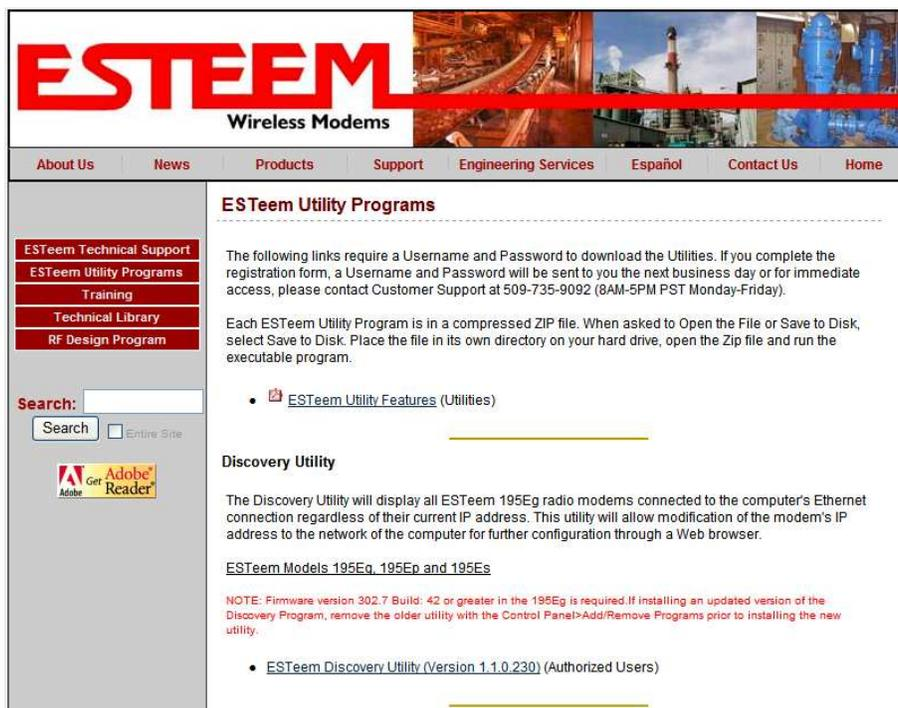 ESTEEM
Wireless Modems
About Us News Products Support Engineering Services Español Contact Us Home
ESTeem Technical Support
ESTeem Utility Programs
Training
Technical Library
RF Design Program
Search:
Search Entire Site
Adobe Get Adobe® Reader®
ESTeem Utility Programs
The following links require a Username and Password to download the Utilities. If you complete the
registration form, a Username and Password will be sent to you the next business day or for immediate
access, please contact Customer Support at 509-735-9092 (8AM-5PM PST Monday-Friday).
Each ESTeem Utility Program is in a compressed ZIP file. When asked to Open the File or Save to Disk,
select Save to Disk. Place the file in its own directory on your hard drive, open the Zip file and run the
executable program.
• ESTeem Utility Features (Utilities)
Discovery Utility
The Discovery Utility will display all ESTeem 195Eg radio modems connected to the computer's Ethernet
connection regardless of their current IP address. This utility will allow modification of the modem's IP
address to the network of the computer for further configuration through a Web browser.
ESTeem Models 195Eg, 195Ep and 195Es
NOTE: Firmware version 302.7 Build: 42 or greater in the 195Eg is required.If installing an updated version of the
Discovery Program, remove the older utility with the Control Panel>Add/Remove Programs prior to installing the new
utility.
• ESTeem Discovery Utility (Version 1.1.0.230) (Authorized Users)